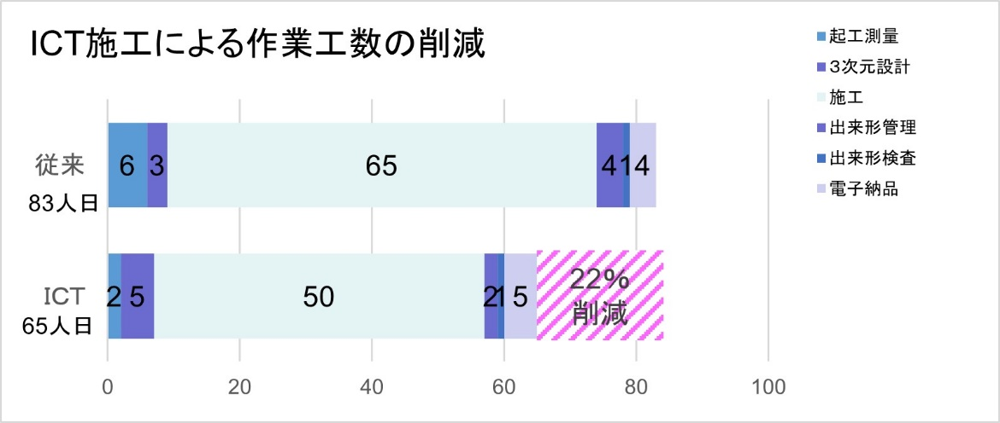 ICT施工による作業工数の削減
起工測量
3次元設計
施工
出来形管理
出来形検査
電子納品
従来
83人日
6 3 65 4 1 4
ICT
65人日
2 5 50 2 1 5
22%
削減
0 20 40 60 80 100